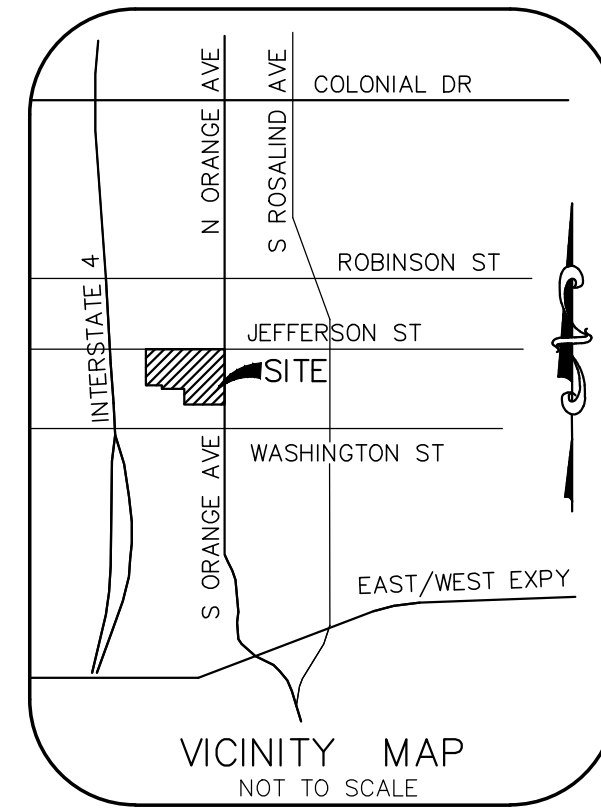 COLONIAL DR
N ORANGE AVE
S ROSALIND AVE
ROBINSON ST
INTERSTATE 4
JEFFERSON ST
SITE
WASHINGTON ST
S ORANGE AVE
EAST/WEST EXPY
VICINITY MAP
NOT TO SCALE